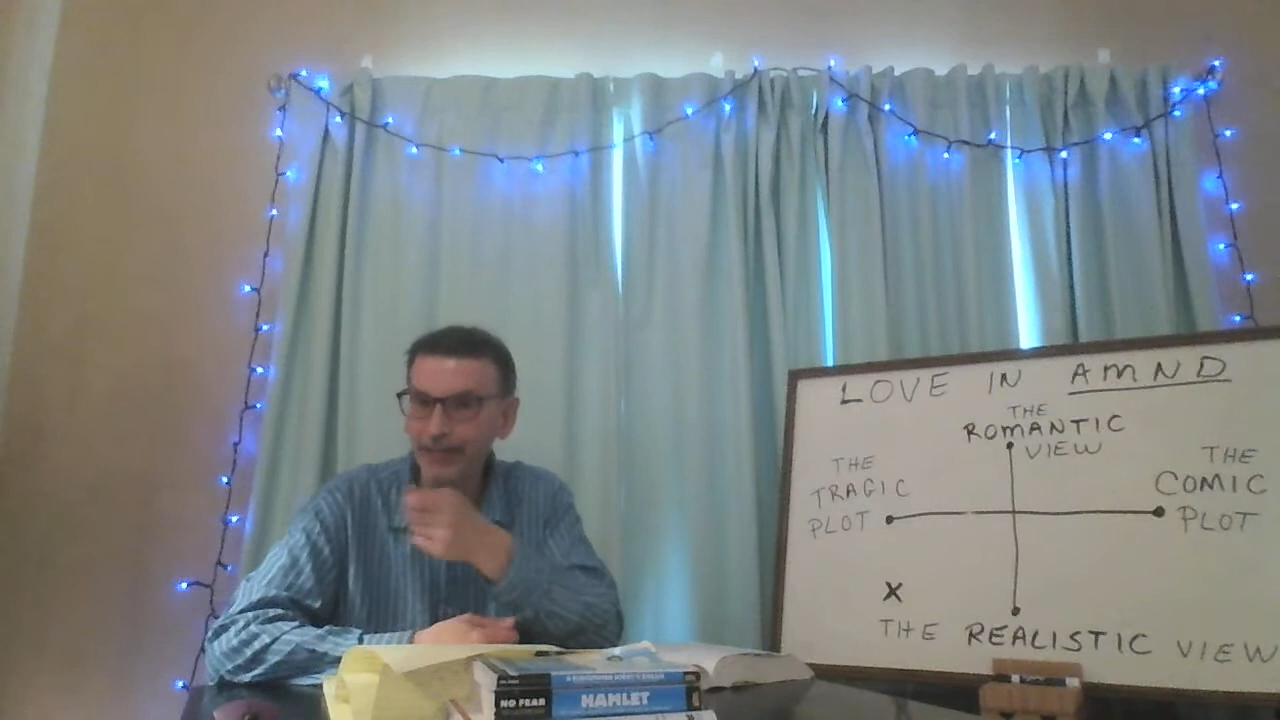 LOVE IN AMND
THE
ROMANTIC
VIEW
THE
TRAGIC
PLOT
THE
COMIC
PLOT
X
THE REALISTIC VIEW
NO FEAR
HAMLET